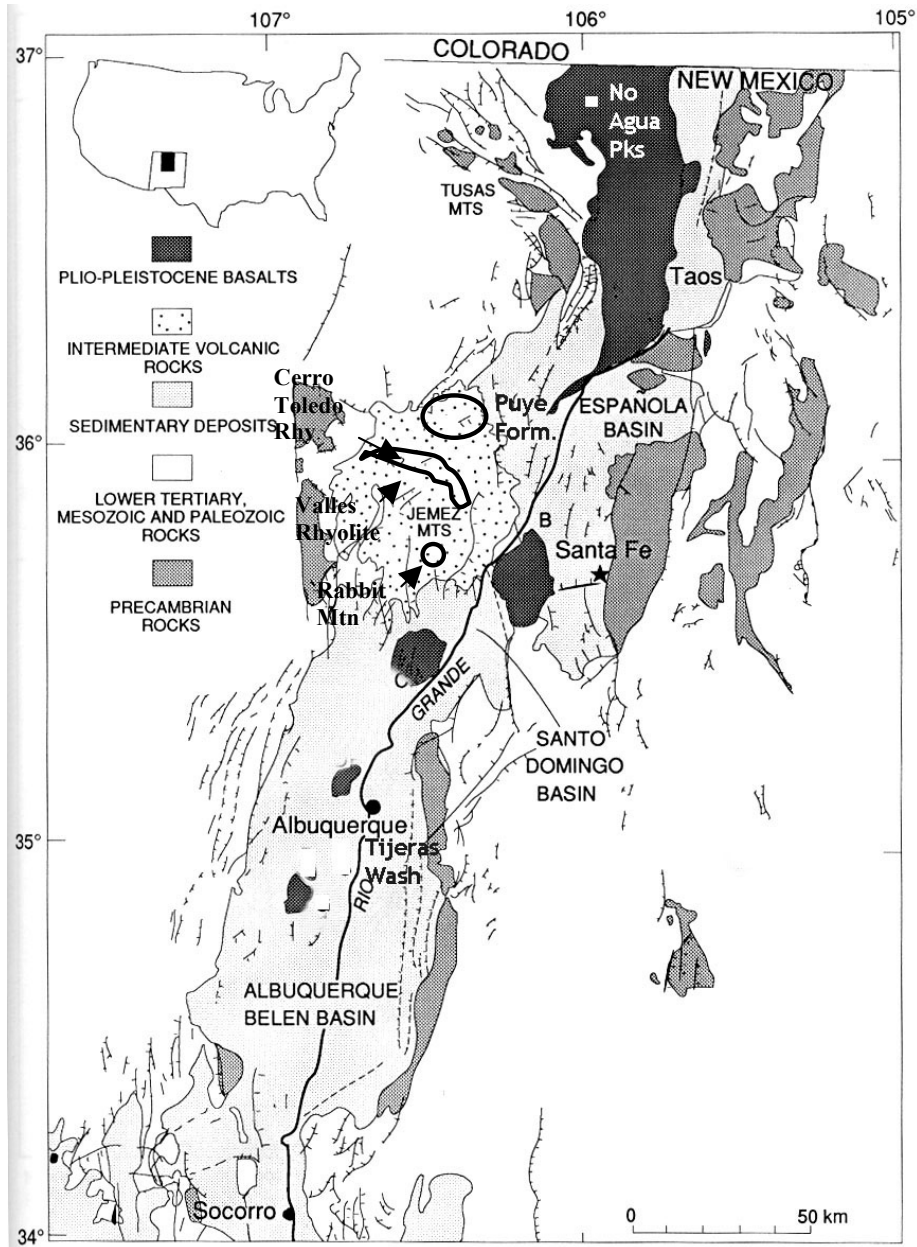 107°
106°
105°
37°
COLORADO
NEW MEXICO
No
Agua
Pks
TUSAS
MTS
PLIO-PLEISTOCENE BASALTS
Taos
INTERMEDIATE VOLCANIC
ROCKS
Cerro
Toledo
Rhy.
Puye
Form.
ESPAÑOLA
BASIN
SEDIMENTARY DEPOSITS
36°
LOWER TERTIARY,
MESOZOIC AND PALEOZOIC
ROCKS
Valles
Rhyolite
JEMEZ
MTS
B
Santa Fe
Rabbit
Mtn
PRECAMBRIAN
ROCKS
C
GRANDE
SANTO
DOMINGO
BASIN
Albuquerque
35°
Tijeras
Wash
RIO
ALBUQUERQUE
BELEN BASIN
Socorro
34°
0 50 km